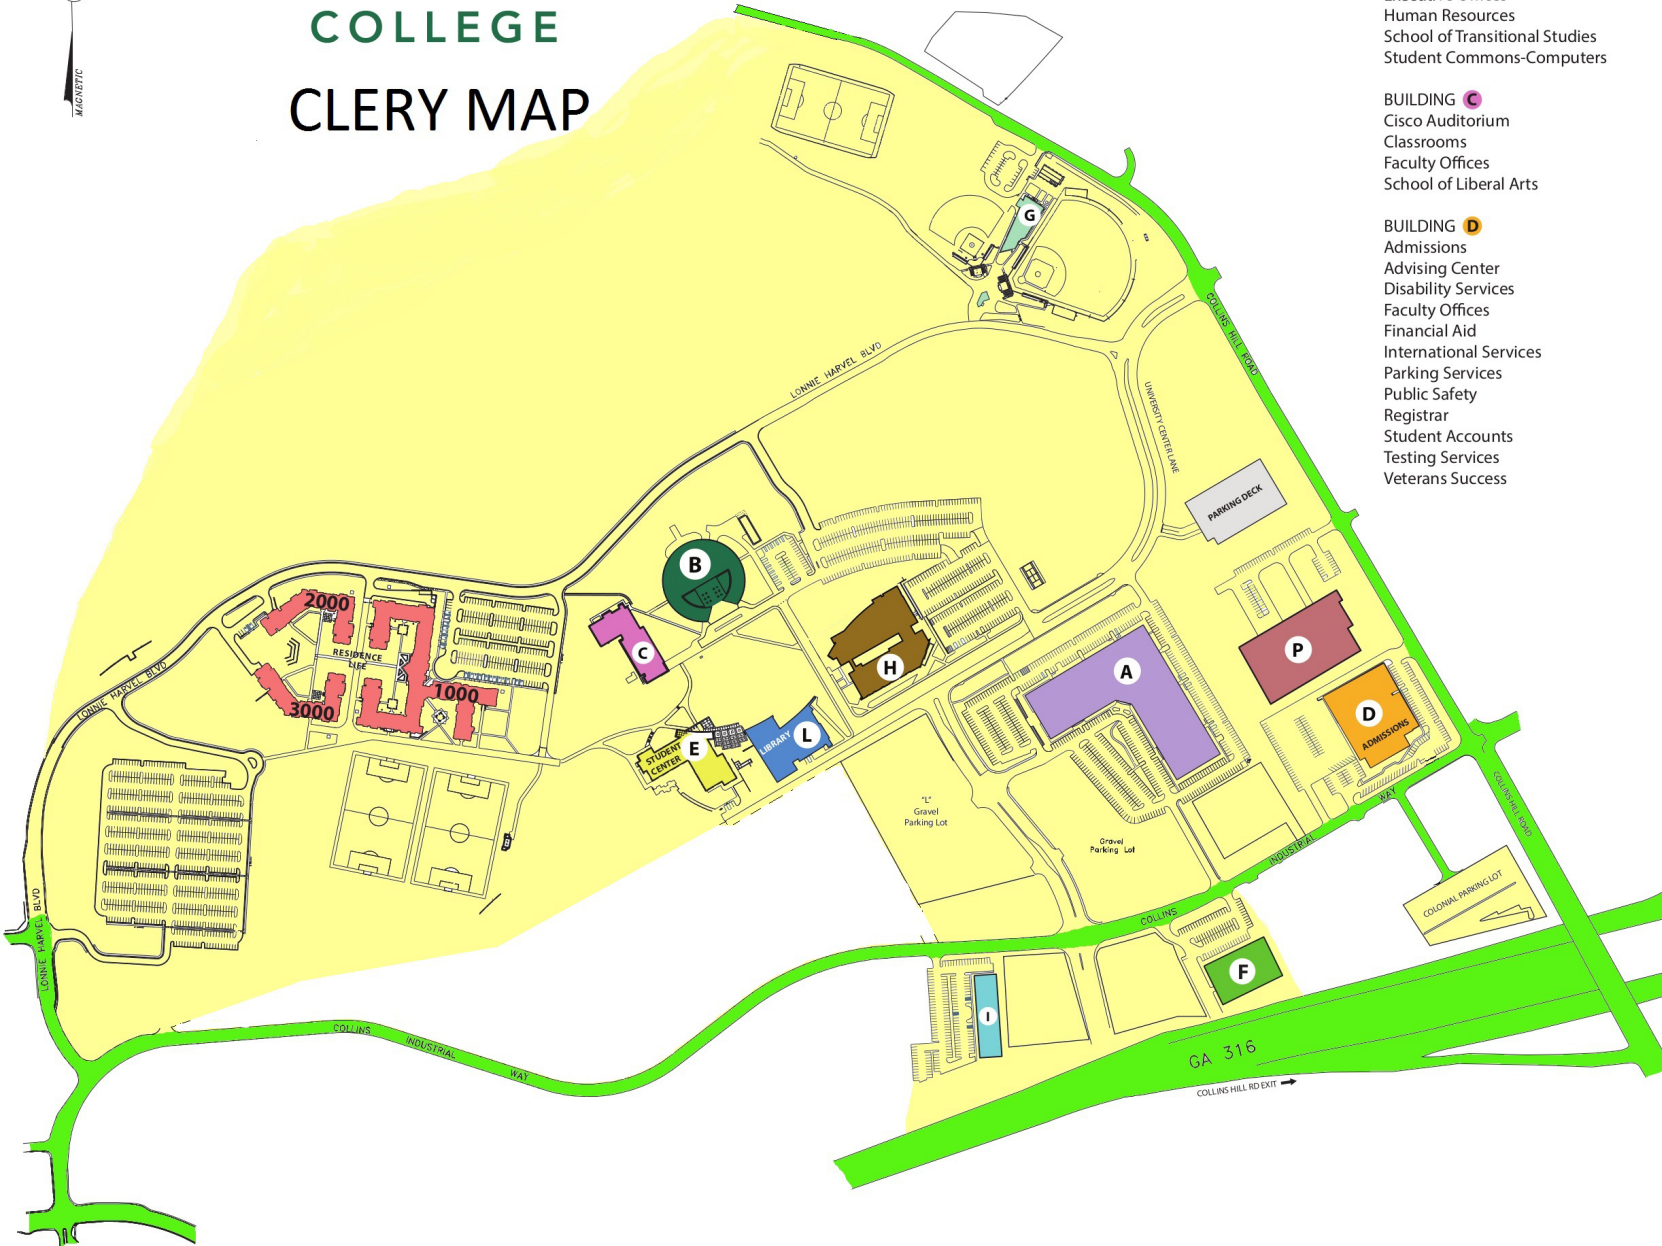 MAGNETIC
COLLEGE
CLERY MAP
Human Resources
School of Transitional Studies
Student Commons-Computers
BUILDING C
Cisco Auditorium
Classrooms
Faculty Offices
School of Liberal Arts
BUILDING D
Admissions
Advising Center
Disability Services
Faculty Offices
Financial Aid
International Services
Parking Services
Public Safety
Registrar
Student Accounts
Testing Services
Veterans Success
G
COLLINS HILL ROAD
LONNIE HARVEL BLVD
UNIVERSITY CENTER LANE
PARKING DECK
B
2000
RESIDENCE
LIFE
1000
3000
C
H
A
P
D
ADMISSIONS
LONNIE HARVEL BLVD
E
STUDENT
CENTER
LIBRARY
L
"L"
Gravel
Parking Lot
Gravel
Parking Lot
COLLINS INDUSTRIAL WAY
COLLINS HILL ROAD
COLONIAL PARKING LOT
LONNIE HARVEL BLVD
LONNIE HARVEL BLVD
F
I
COLLINS INDUSTRIAL WAY
GA 316
COLLINS HILL RD EXIT